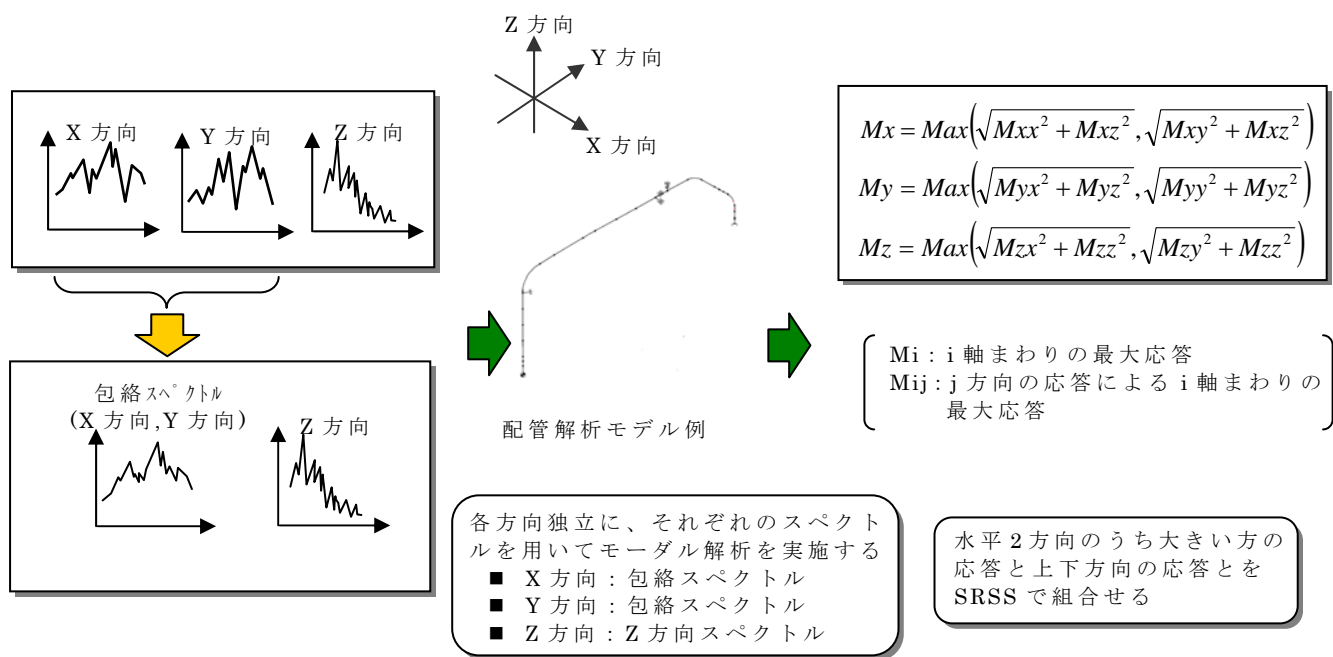 Z 方向
Y 方向
X 方向
X 方向
Y 方向
Z 方向
包絡ｽﾍﾟｸﾄﾙ
(X 方向,Y 方向)
Z 方向
配管解析モデル例
各方向独立に、それぞれのスペクト
ルを用いてモーダル解析を実施する
■ X 方向：包絡スペクトル
■ Y 方向：包絡スペクトル
■ Z 方向：Z 方向スペクトル
Mx = Max(√(Mxx² + Mxz²), √(Mxy² + Mxz²))
My = Max(√(Myx² + Myz²), √(Myy² + Myz²))
Mz = Max(√(Mzx² + Mzz²), √(Mzy² + Mzz²))
Mi：i 軸まわりの最大応答
Mij：j 方向の応答による i 軸まわりの
最大応答
水平 2 方向のうち大きい方の
応答と上下方向の応答とを
SRSS で組合せる